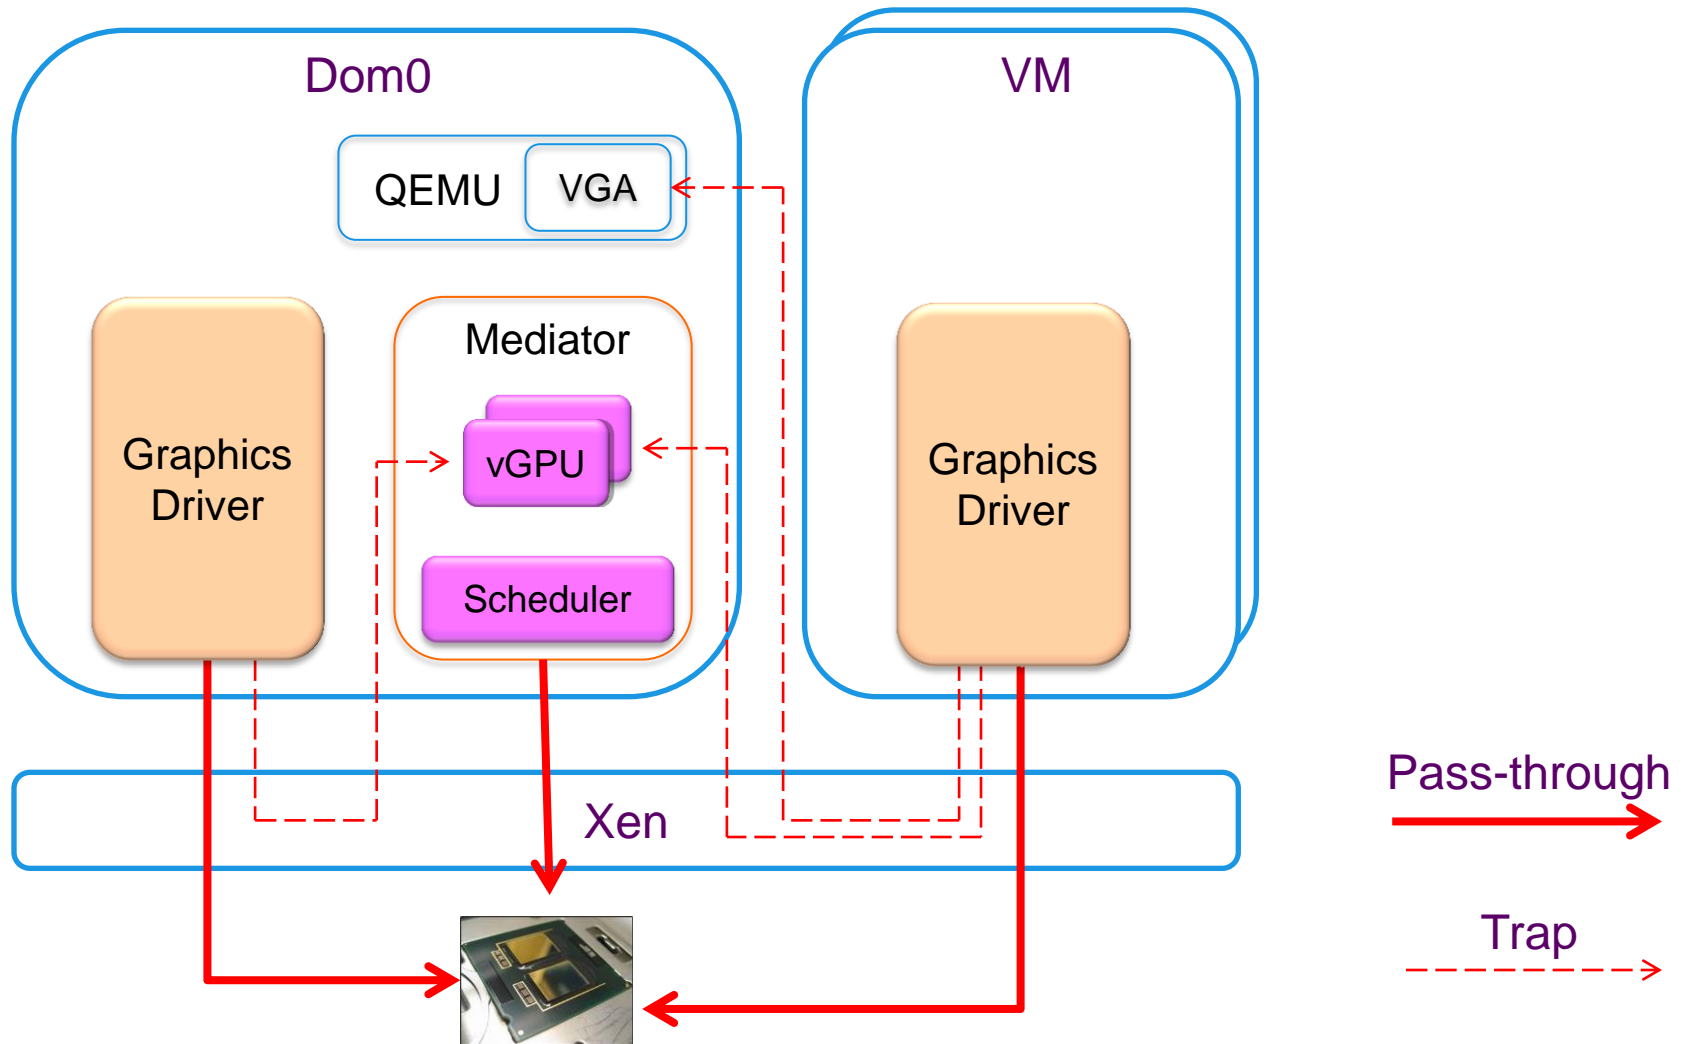 Dom0
VM
QEMU
VGA
Mediator
Graphics
Driver
vGPU
Scheduler
Graphics
Driver
Xen
Pass-through
Trap